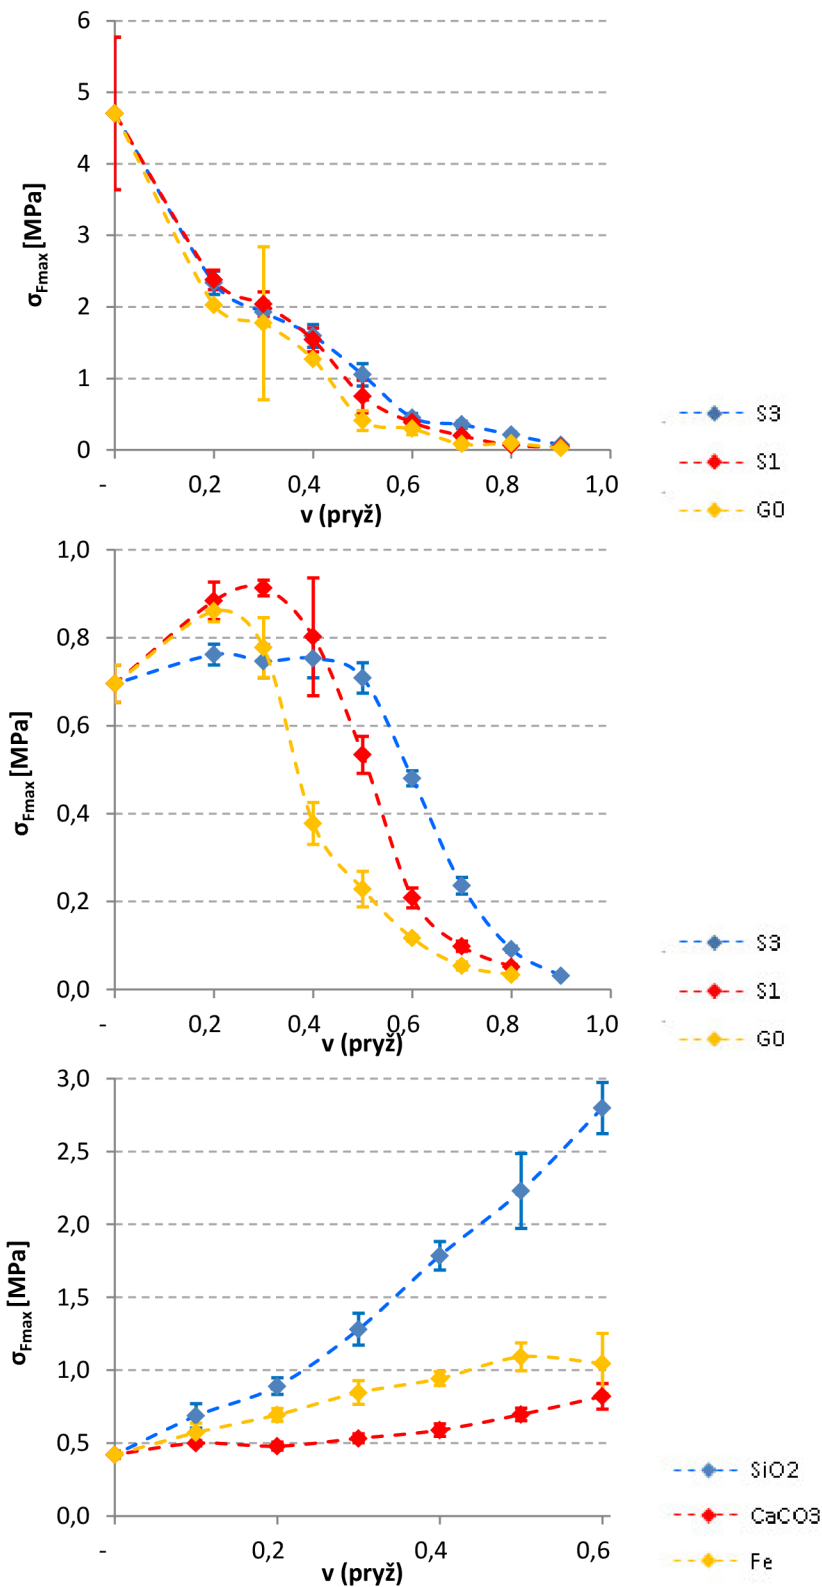 6
5
4
3
2
1
0
σFmax [MPa]
- 0,2 0,4 0,6 0,8 1,0
v (pryž)
S3
S1
G0
1,0
0,8
0,6
0,4
0,2
0,0
σFmax [MPa]
- 0,2 0,4 0,6 0,8 1,0
v (pryž)
S3
S1
G0
3,0
2,5
2,0
1,5
1,0
0,5
0,0
σFmax [MPa]
- 0,2 0,4 0,6
v (pryž)
SiO2
CaCO3
Fe